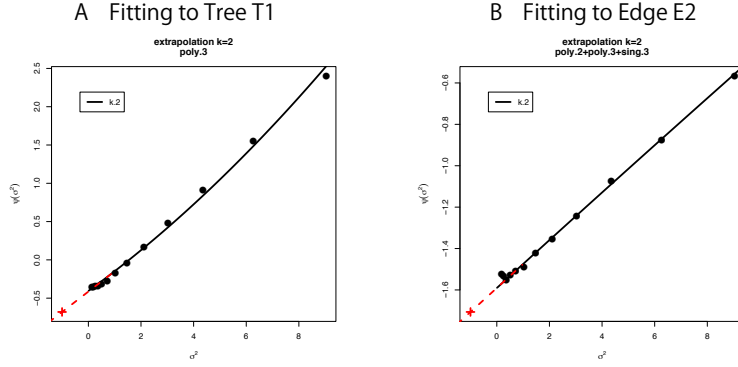 A Fitting to Tree T1
extrapolation k=2
poly.3
k.2
2.5
2.0
1.5
1.0
0.5
0.0
−0.5
ψ(σ²)
0 2 4 6 8
σ²
B Fitting to Edge E2
extrapolation k=2
poly.2+poly.3+sing.3
k.2
−0.6
−0.8
−1.0
−1.2
−1.4
−1.6
ψ(σ²)
0 2 4 6 8
σ²